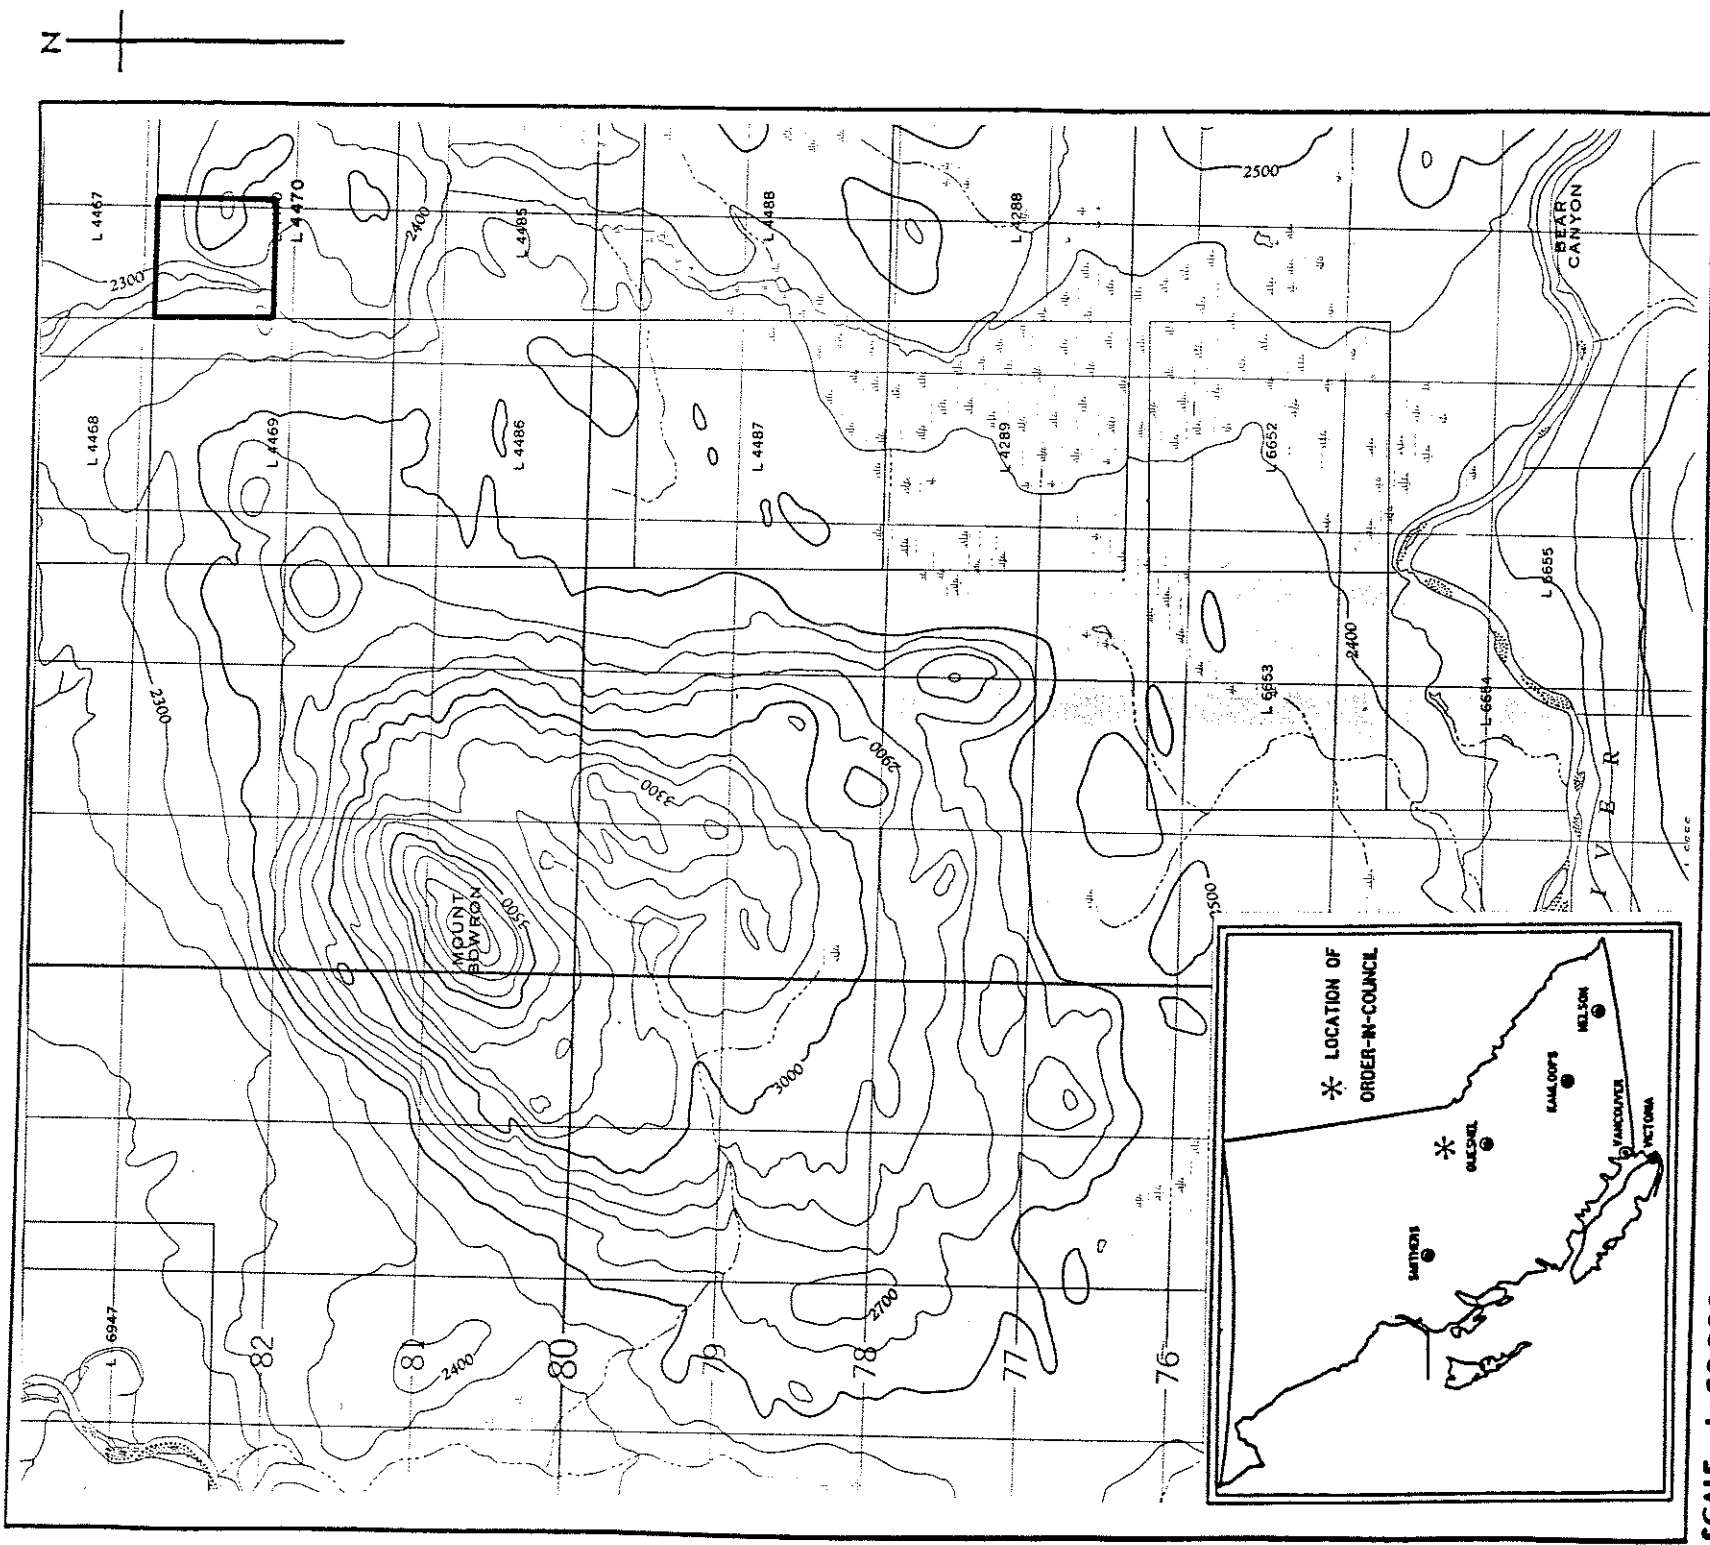 N
L 4467
L 4470
2300
2400
L 4485
L 4488
L 4288
2500
BEAR
CANYON
L 4468
L 4469
L 4486
L 4487
L 4289
L 6652
L 6655
2300
2400
L 6653
L 6654
2900
3300
3500
MOUNT
BOWRON
I V E R
3000
2700
2400
L 6947
82
81
80
79
78
77
76
LOCATION OF
ORDER-IN-COUNCIL
NELSON
KAMLOOPS
VANCOUVER
VICTORIA
QUESNEL
SMITHERS
SCALE